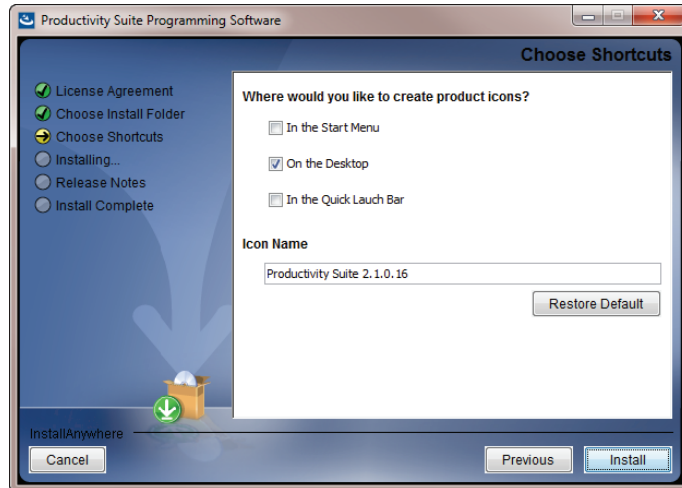 Productivity Suite Programming Software
Choose Shortcuts
License Agreement
Choose Install Folder
Choose Shortcuts
Installing...
Release Notes
Install Complete
Where would you like to create product icons?
In the Start Menu
On the Desktop
In the Quick Lauch Bar
Icon Name
Productivity Suite 2.1.0.16
Restore Default
InstallAnywhere
Cancel
Previous
Install